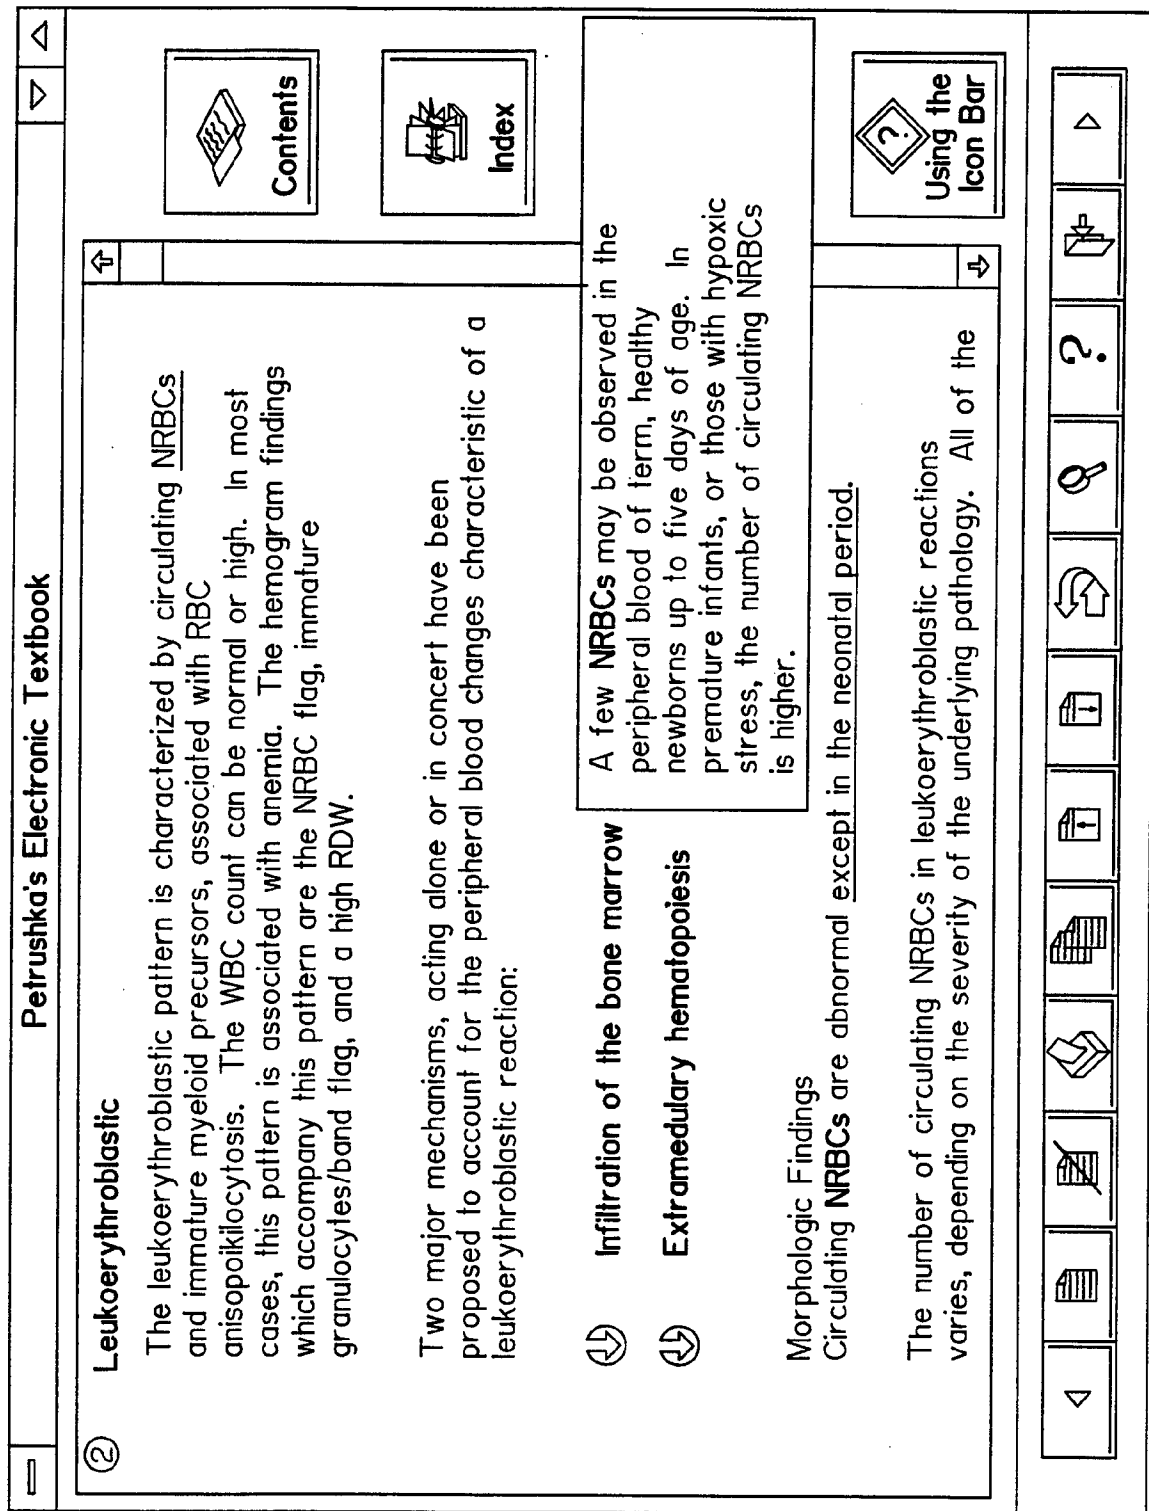 Petrushka's Electronic Textbook
2 Leukoerythroblastic
The leukoerythroblastic pattern is characterized by circulating NRBCs
and immature myeloid precursors, associated with RBC
anisopolkilocytosis. The WBC count can be normal or high. In most
cases, this pattern is associated with anemia. The hemogram findings
which accompany this pattern are the NRBC flag, immature
granulocytes/band flag, and a high RDW.
Two major mechanisms, acting alone or in concert have been
proposed to account for the peripheral blood changes characteristic of a
leukoerythroblastic reaction:
Infiltration of the bone marrow
Extramedulary hematopoiesis
A few NRBCs may be observed in the
peripheral blood of term, healthy
newborns up to five days of age. In
premature infants, or those with hypoxic
stress, the number of circulating NRBCs
is higher.
Morphologic Findings
Circulating NRBCs are abnormal except in the neonatal period.
The number of circulating NRBCs in leukoerythroblastic reactions
varies, depending on the severity of the underlying pathology. All of the
Contents
Index
?
Using the
Icon Bar
?